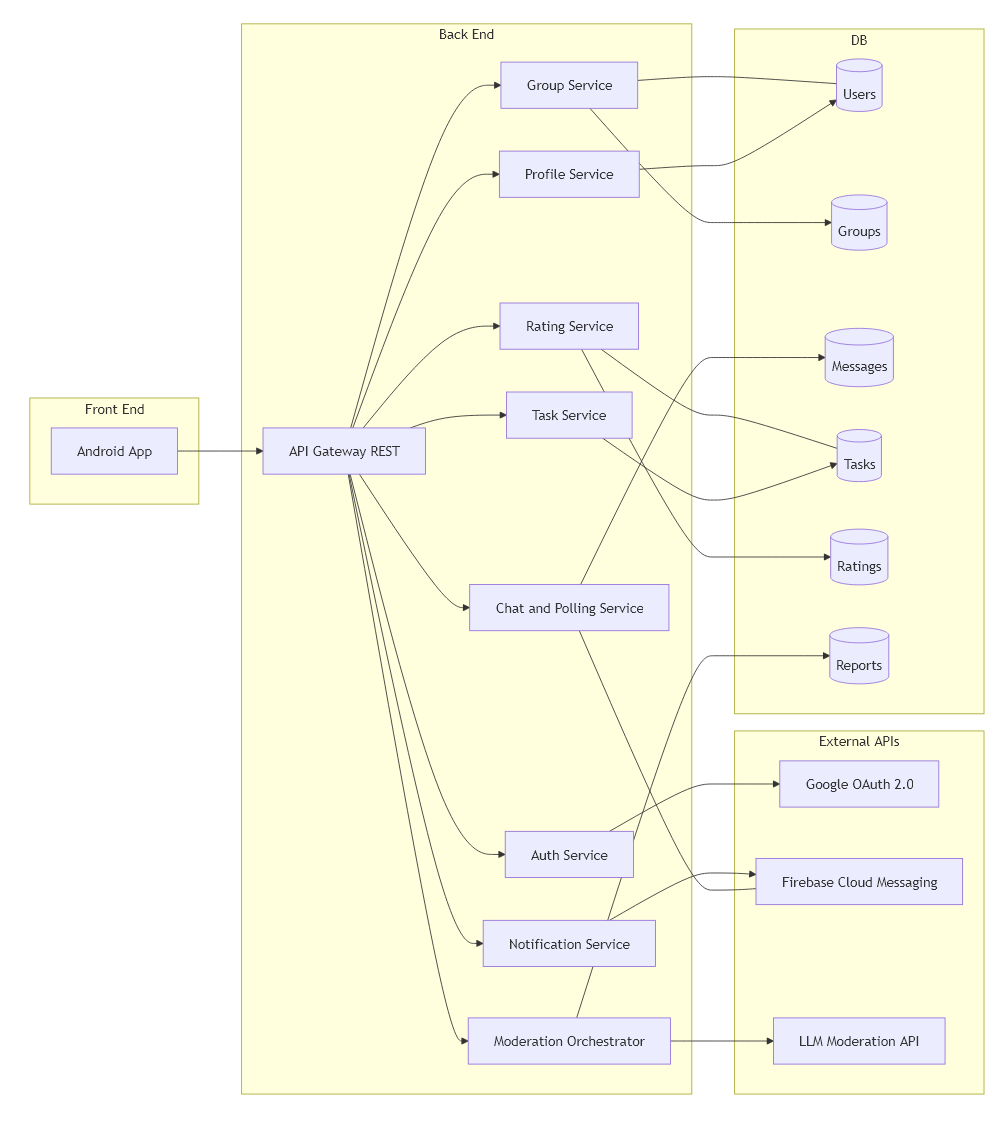 Back End
DB
Group Service
Users
Profile Service
Groups
Rating Service
Messages
Front End
Task Service
Android App
API Gateway REST
Tasks
Ratings
Chat and Polling Service
Reports
External APIs
Google OAuth 2.0
Auth Service
Firebase Cloud Messaging
Notification Service
Moderation Orchestrator
LLM Moderation API